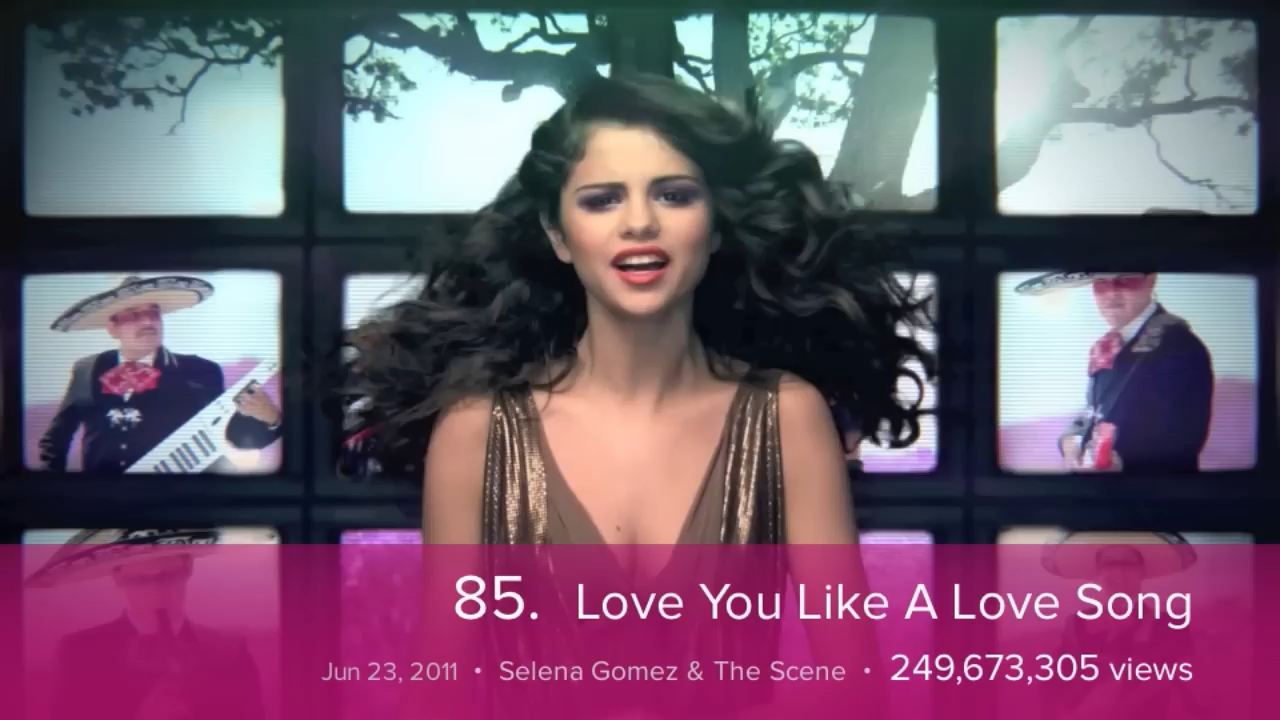 85. Love You Like A Love Song
Jun 23, 2011 • Selena Gomez & The Scene • 249,673,305 views